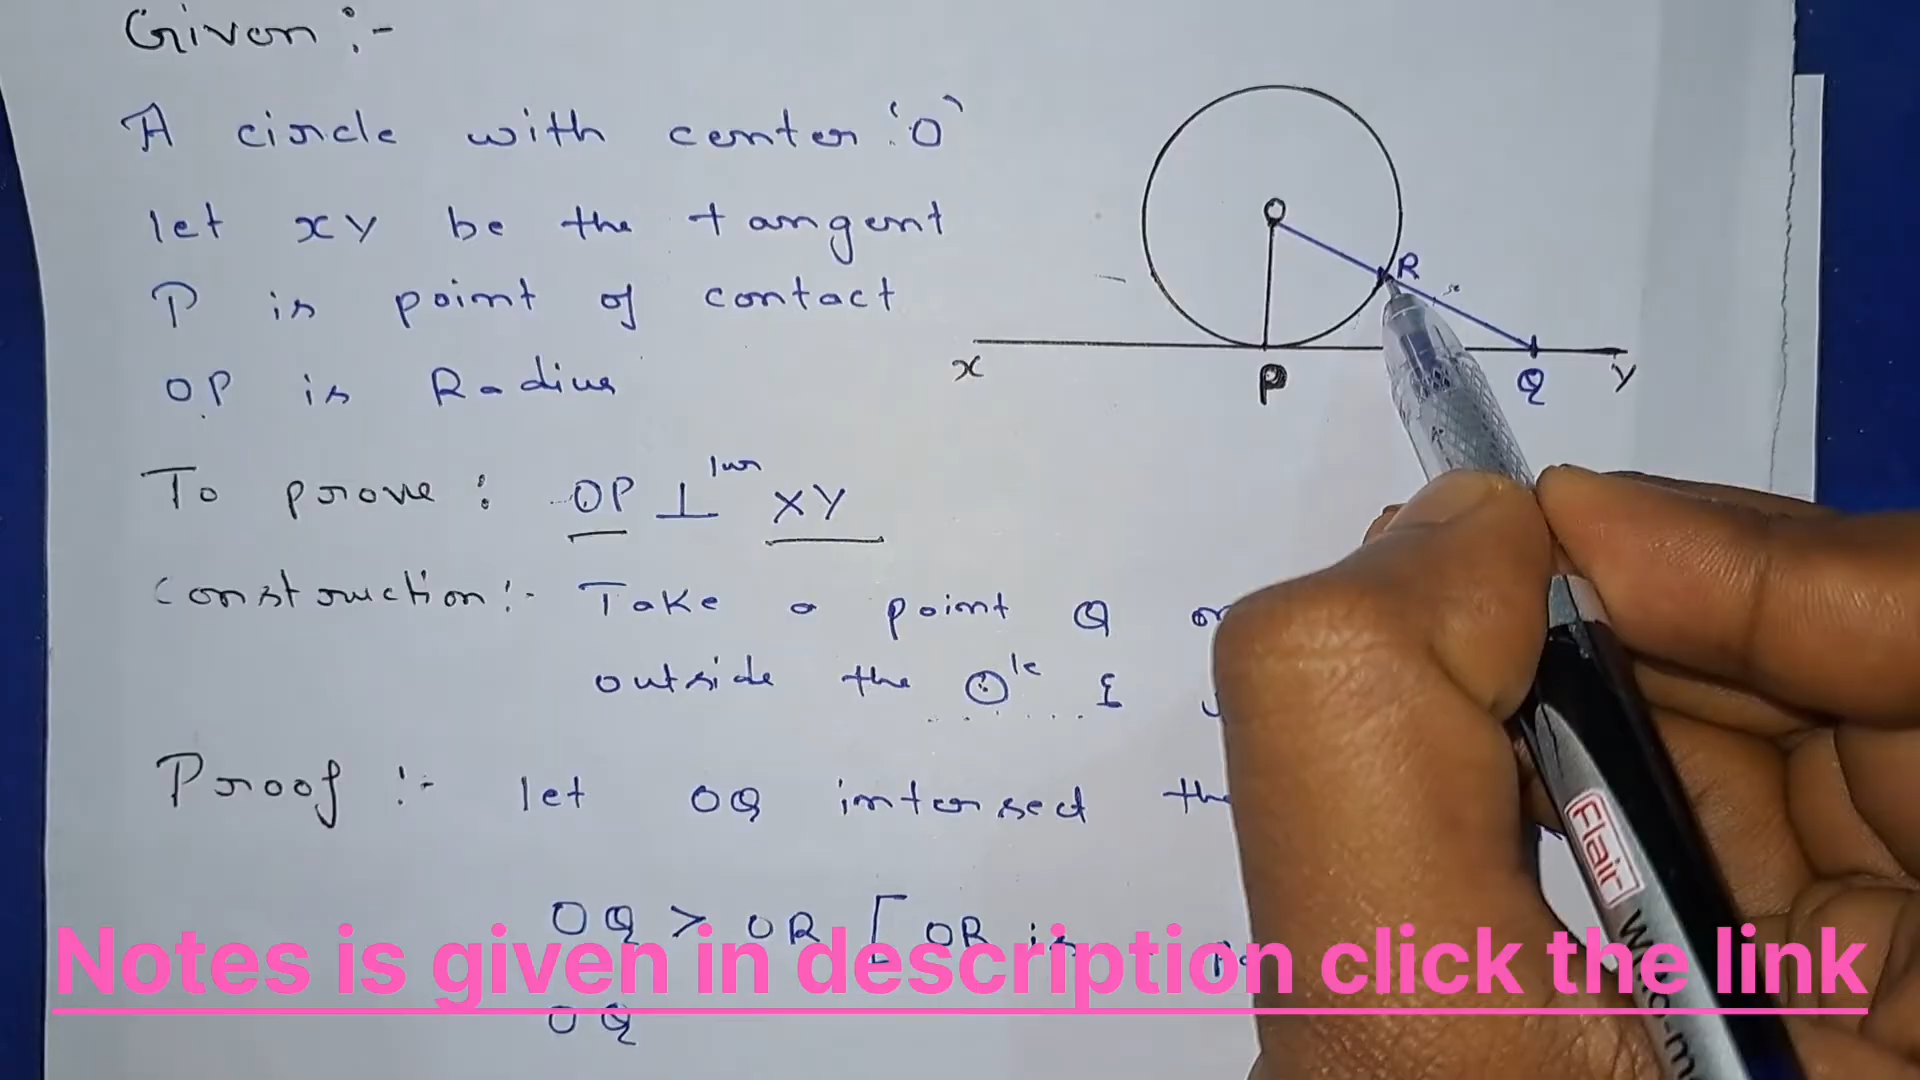 Given :-
A circle with center 'O'
let xy be the tangent
P is point of contact
OP is Radius
To prove : OP ⊥ lar XY
Construction :- Take a point Q
outside the ⊙le &
Proof :- let OQ intersect the
OQ > OR [ OR is
OQ
O
R
x
P
Q
y
Flair
Notes is given in description click the link